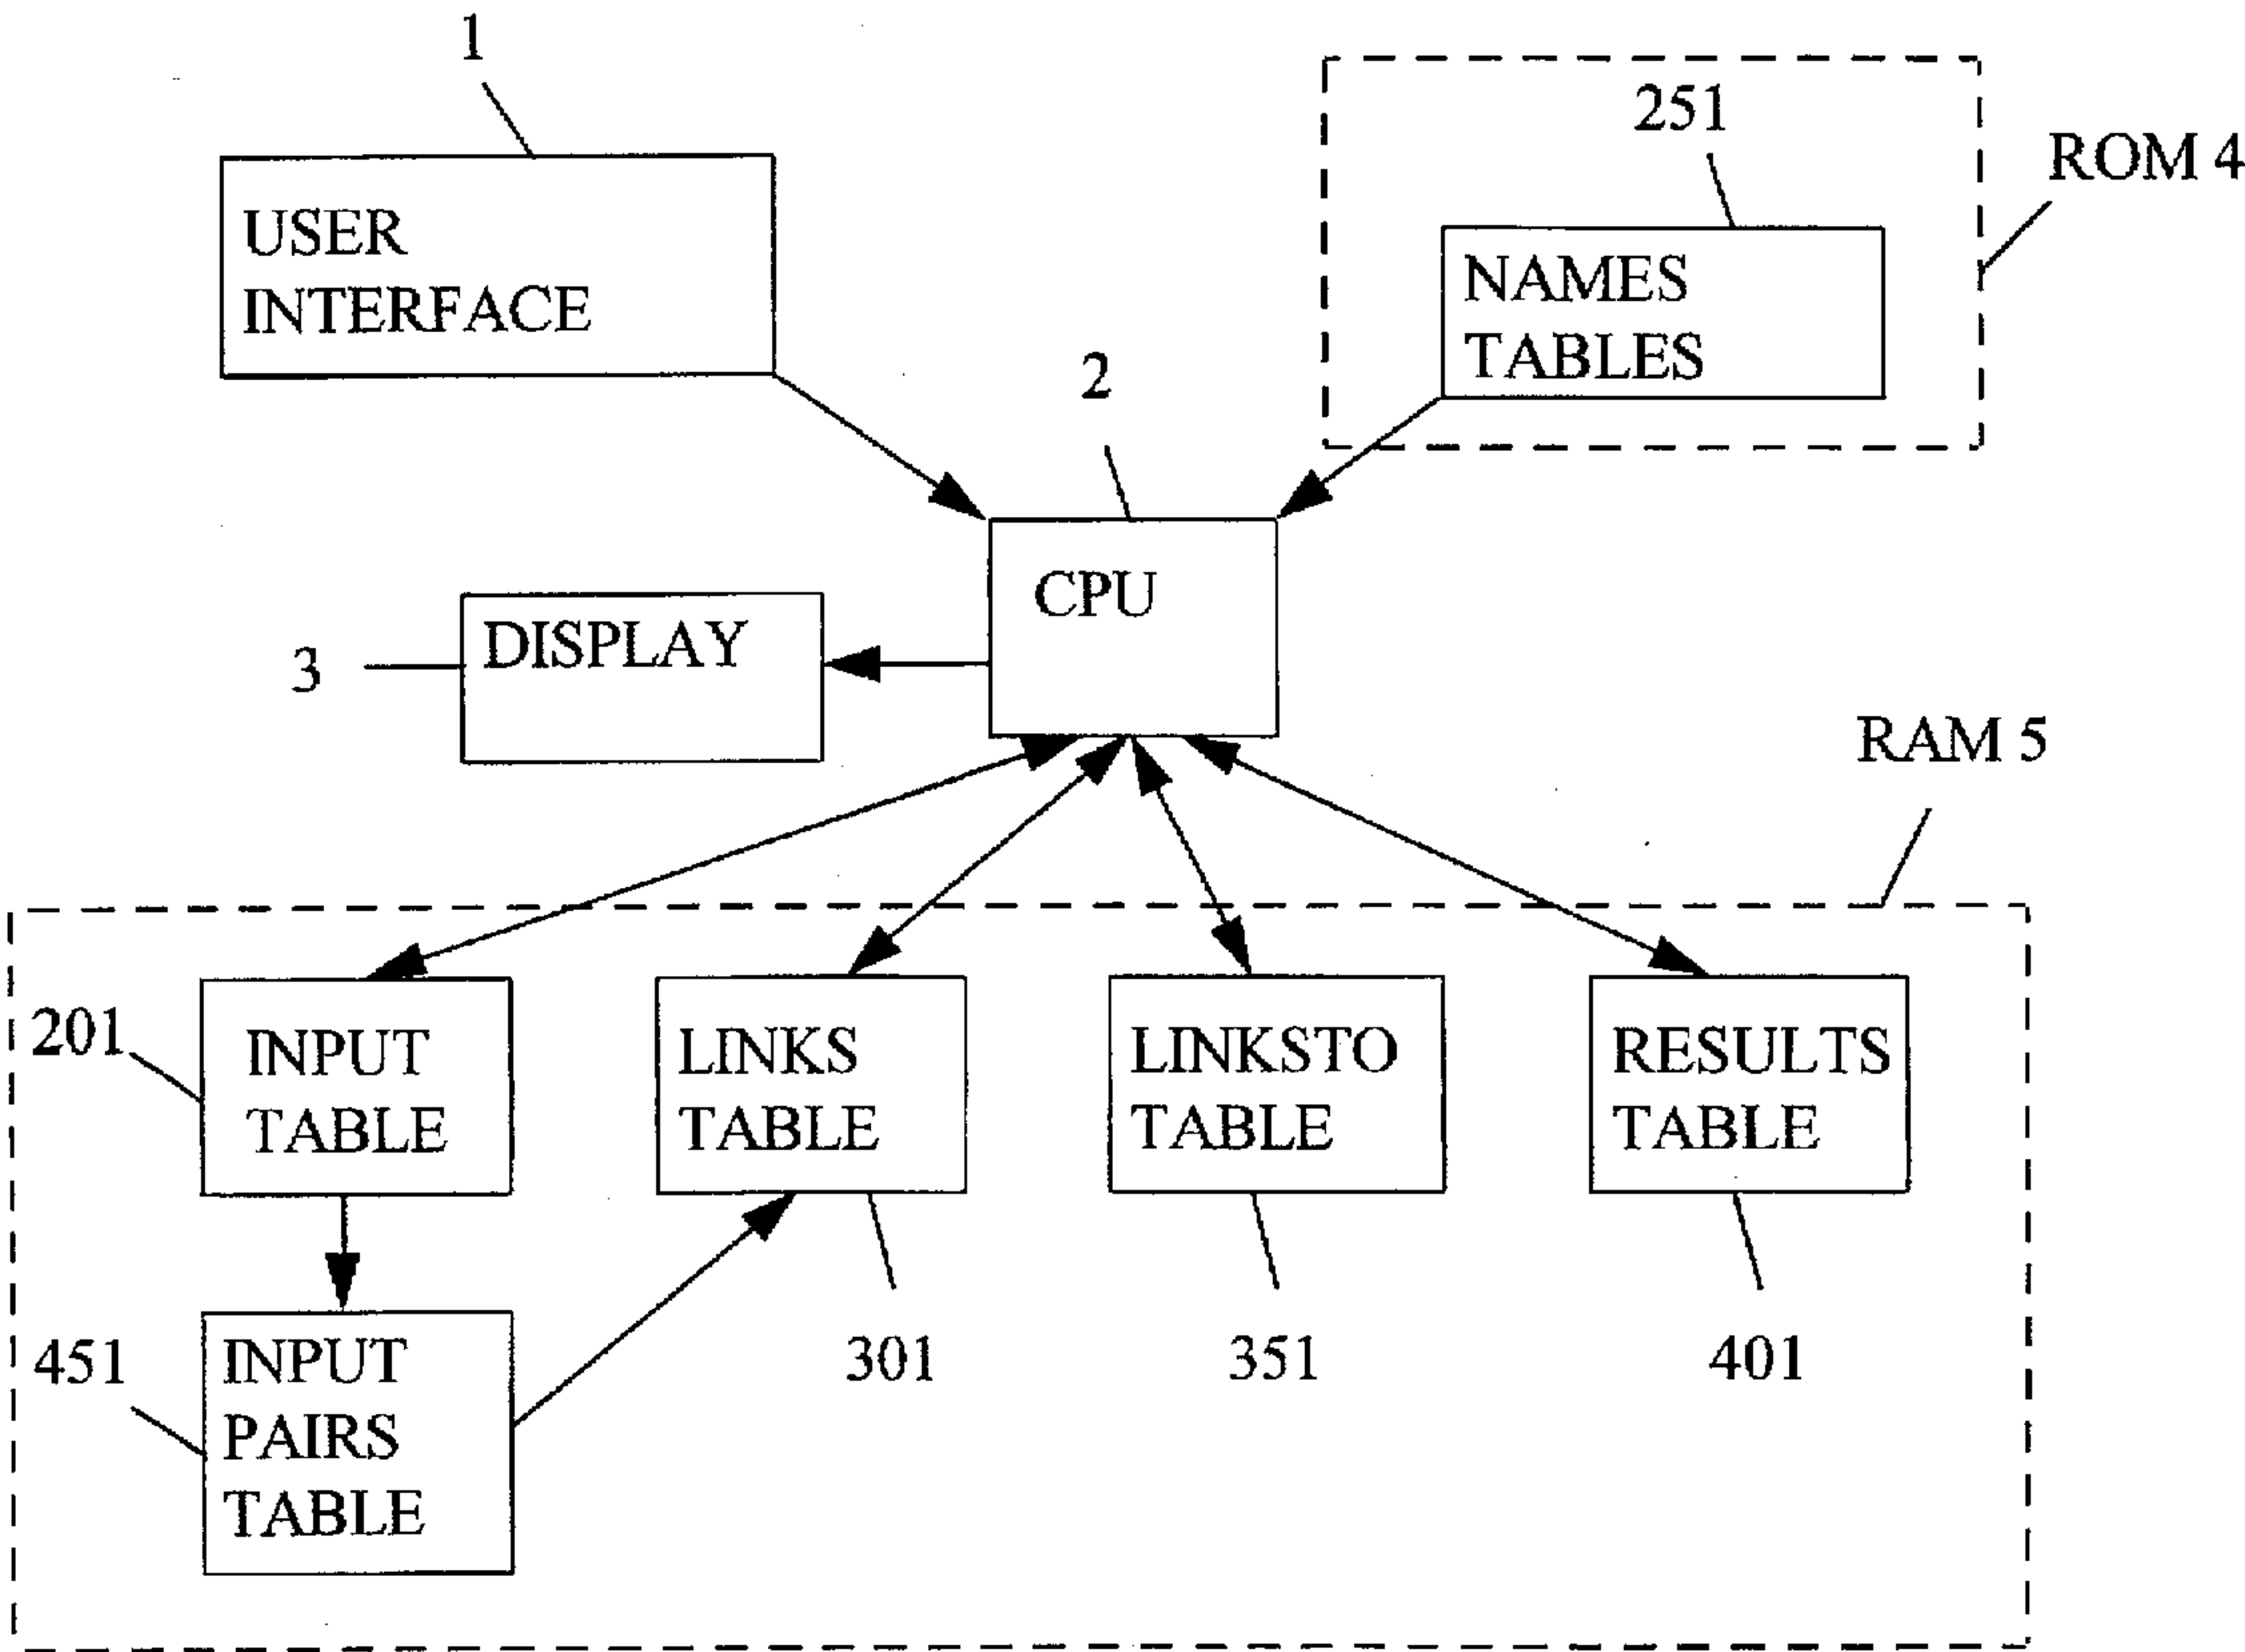 1
251
ROM 4
USER
INTERFACE
NAMES
TABLES
2
CPU
DISPLAY
3
RAM 5
201
INPUT
TABLE
LINKS
TABLE
LINKSTO
TABLE
RESULTS
TABLE
451
INPUT
PAIRS
TABLE
301
351
401